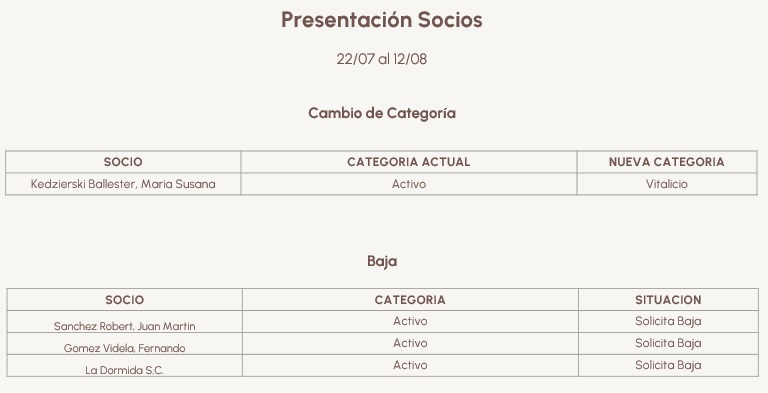 Presentación Socios
22/07 al 12/08
Cambio de Categoría
SOCIO CATEGORIA ACTUAL NUEVA CATEGORIA
Kedzierski Ballester, Maria Susana Activo Vitalicio
Baja
SOCIO CATEGORIA SITUACION
Sanchez Robert, Juan Martin Activo Solicita Baja
Gomez Videla, Fernando Activo Solicita Baja
La Dormida S.C. Activo Solicita Baja